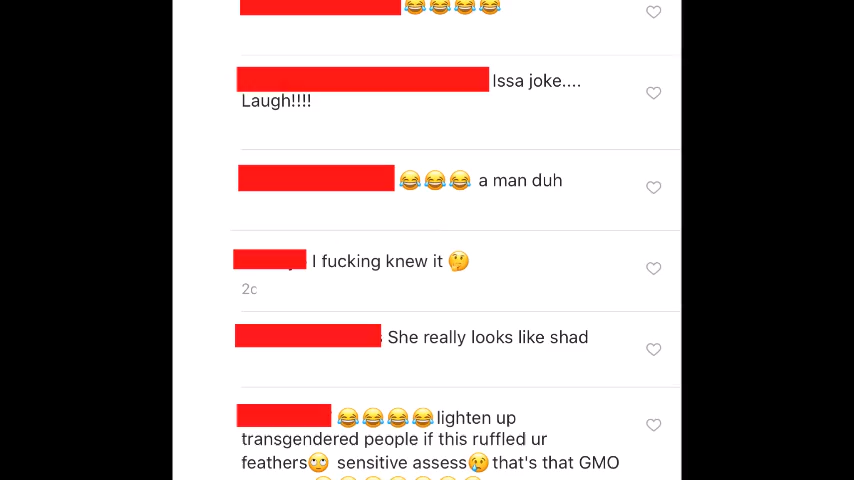 😂😂😂😂
Issa joke....
Laugh!!!!
😂😂😂 a man duh
I fucking knew it 🤔
2d
She really looks like shad
😂😂😂😂lighten up
transgendered people if this ruffled ur
feathers🙄 sensitive assess😢that's that GMO